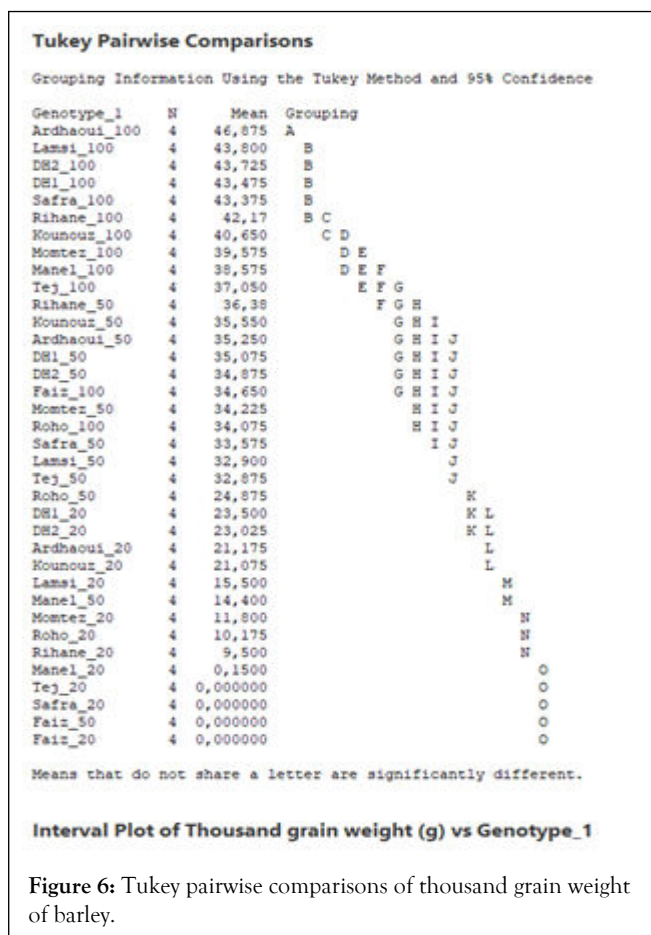 Tukey Pairwise Comparisons
Grouping Information Using the Tukey Method and 95% Confidence
Genotype_1 N Mean Grouping
Ardhaoui_100 4 46,875 A
Lamsi_100 4 43,800 B
DH2_100 4 43,725 B
DH1_100 4 43,475 B
Safra_100 4 43,375 B
Rihane_100 4 42,17 B C
Kounouz_100 4 40,650 C D
Momtez_100 4 39,575 D E
Manel_100 4 38,575 D E F
Tej_100 4 37,050 E F G
Rihane_50 4 36,38 F G H
Kounouz_50 4 35,550 G H I
Ardhaoui_50 4 35,250 G H I J
DH1_50 4 35,075 G H I J
DH2_50 4 34,875 G H I J
Faiz_100 4 34,650 G H I J
Momtez_50 4 34,225 H I J
Roho_100 4 34,075 H I J
Safra_50 4 33,575 I J
Lamsi_50 4 32,900 J
Tej_50 4 32,875 J
Roho_50 4 24,875 K
DH1_20 4 23,500 K L
DH2_20 4 23,025 K L
Ardhaoui_20 4 21,175 L
Kounouz_20 4 21,075 L
Lamsi_20 4 15,500 M
Manel_50 4 14,400 M
Momtez_20 4 11,800 N
Roho_20 4 10,175 N
Rihane_20 4 9,500 N
Manel_20 4 0,1500 O
Tej_20 4 0,000000 O
Safra_20 4 0,000000 O
Faiz_50 4 0,000000 O
Faiz_20 4 0,000000 O
Means that do not share a letter are significantly different.
Interval Plot of Thousand grain weight (g) vs Genotype_1
Figure 6: Tukey pairwise comparisons of thousand grain weight
of barley.